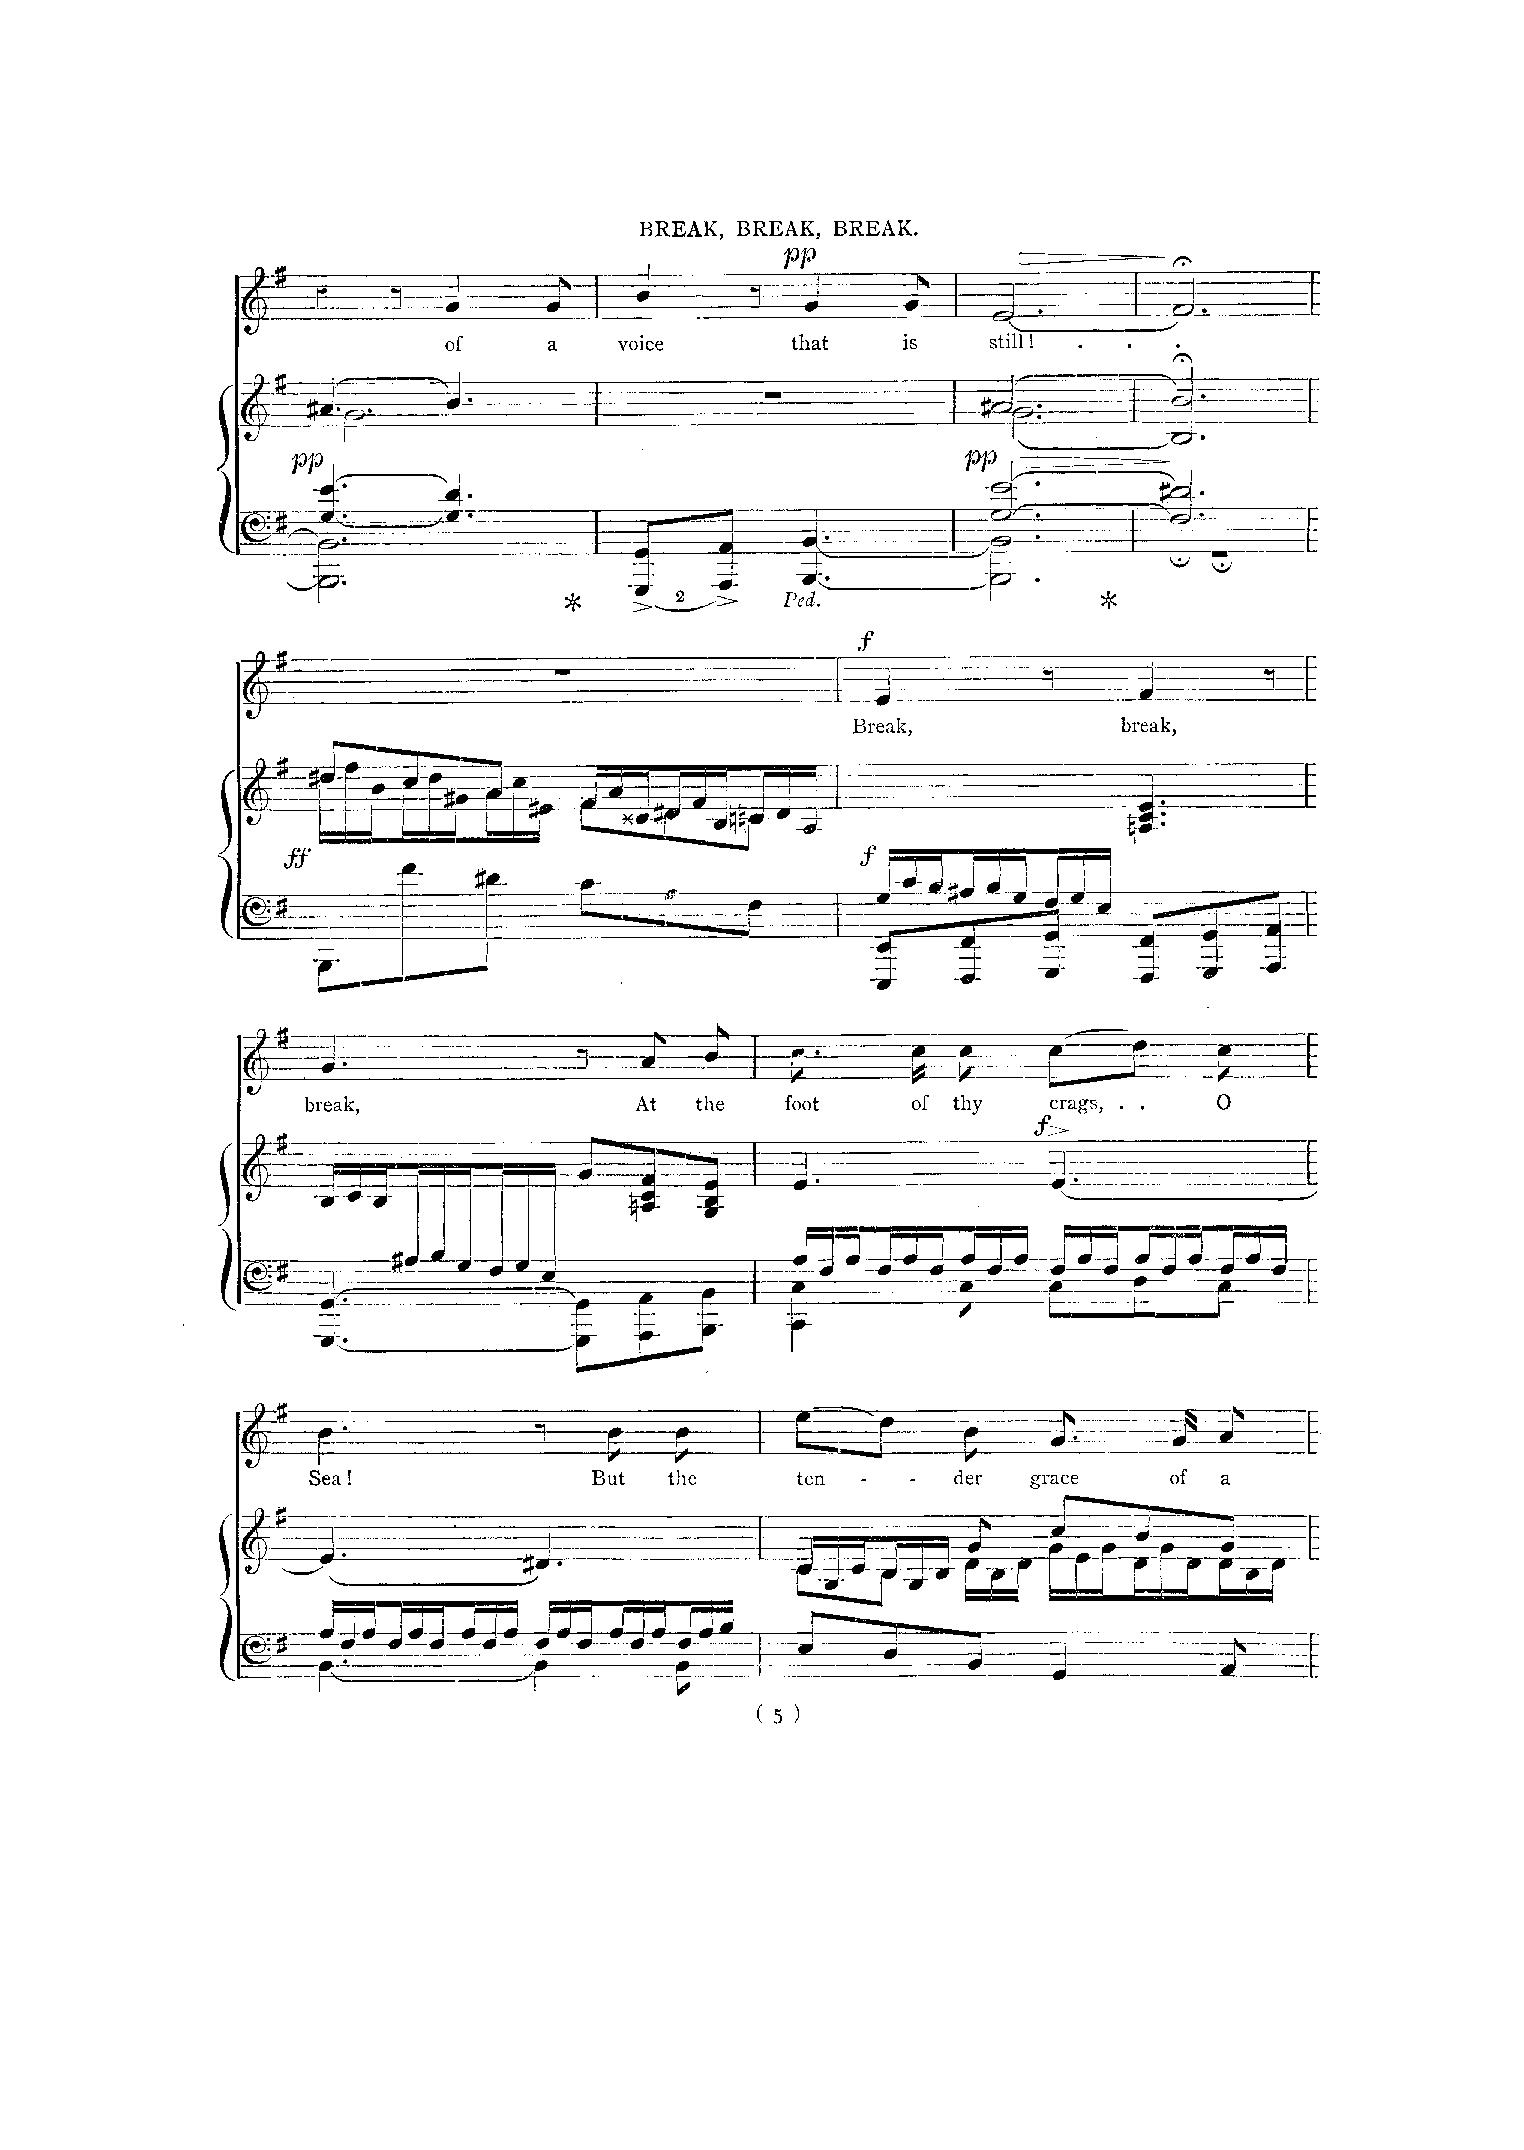 BREAK, BREAK, BREAK.
pp
of a voice that is still! . . .
pp pp
2 Ped.
f
Break, break,
ff f
break, At the foot of thy crags, . . O
f
Sea! But the ten - - der grace of a
( 5 )